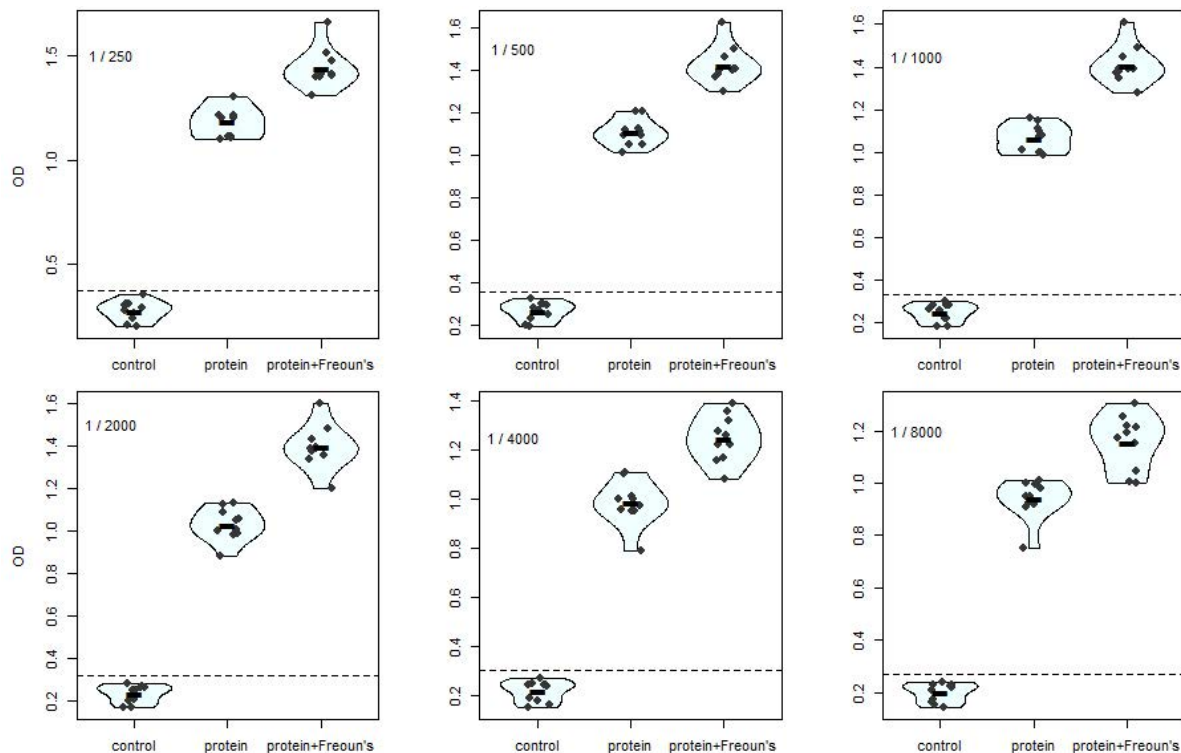 1 / 250
OD
0.5 1.0 1.5
control protein protein+Freoun's
1 / 500
0.2 0.4 0.6 0.8 1.0 1.2 1.4 1.6
control protein protein+Freoun's
1 / 1000
0.2 0.4 0.6 0.8 1.0 1.2 1.4 1.6
control protein protein+Freoun's
1 / 2000
OD
0.2 0.4 0.6 0.8 1.0 1.2 1.4 1.6
control protein protein+Freoun's
1 / 4000
0.2 0.4 0.6 0.8 1.0 1.2 1.4
control protein protein+Freoun's
1 / 8000
0.2 0.4 0.6 0.8 1.0 1.2
control protein protein+Freoun's